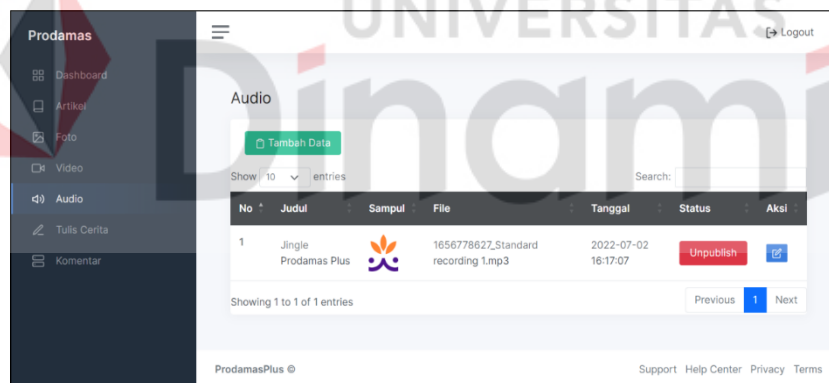 UNIVERSITAS
Dinami
Prodamas
Logout
Dashboard
Artikel
Foto
Video
Audio
Tulis Cerita
Komentar
Audio
Tambah Data
Show 10 entries
Search:
No Judul Sampul File Tanggal Status Aksi
1 Jingle 1656778627_Standard 2022-07-02 Unpublish
Prodamas Plus recording 1.mp3 16:17:07
Showing 1 to 1 of 1 entries
Previous 1 Next
ProdamasPlus ©
Support Help Center Privacy Terms